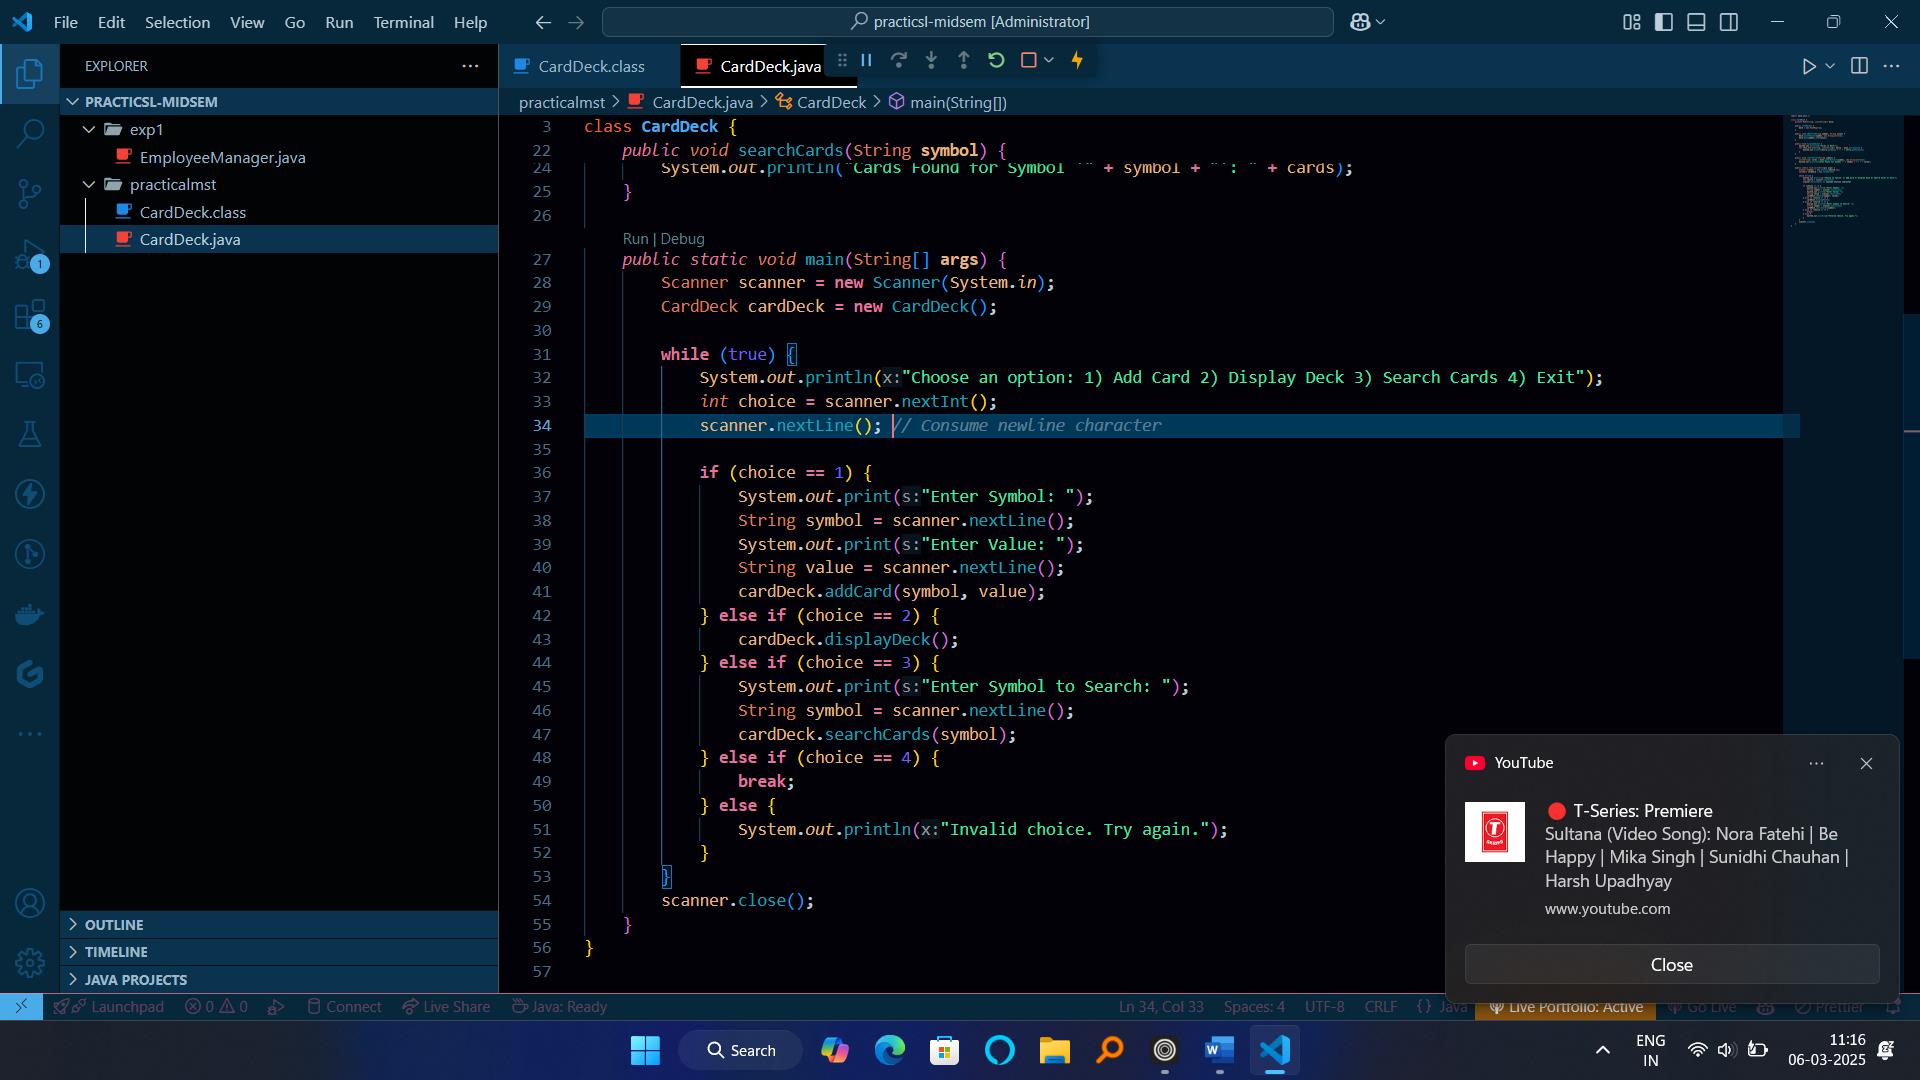 File Edit Selection View Go Run Terminal Help
practicsl-midsem [Administrator]
EXPLORER
CardDeck.class
CardDeck.java
PRACTICSL-MIDSEM
exp1
EmployeeManager.java
practicalmst
CardDeck.class
CardDeck.java
practicalmst > CardDeck.java > CardDeck > main(String[])
3 class CardDeck {
22 public void searchCards(String symbol) {
24 System.out.println("Cards Found for Symbol '" + symbol + "': " + cards);
25 }
26
Run | Debug
27 public static void main(String[] args) {
28 Scanner scanner = new Scanner(System.in);
29 CardDeck cardDeck = new CardDeck();
30
31 while (true) {
32 System.out.println(x:"Choose an option: 1) Add Card 2) Display Deck 3) Search Cards 4) Exit");
33 int choice = scanner.nextInt();
34 scanner.nextLine(); // Consume newline character
35
36 if (choice == 1) {
37 System.out.print(s:"Enter Symbol: ");
38 String symbol = scanner.nextLine();
39 System.out.print(s:"Enter Value: ");
40 String value = scanner.nextLine();
41 cardDeck.addCard(symbol, value);
42 } else if (choice == 2) {
43 cardDeck.displayDeck();
44 } else if (choice == 3) {
45 System.out.print(s:"Enter Symbol to Search: ");
46 String symbol = scanner.nextLine();
47 cardDeck.searchCards(symbol);
48 } else if (choice == 4) {
49 break;
50 } else {
51 System.out.println(x:"Invalid choice. Try again.");
52 }
53 }
54 scanner.close();
55 }
56 }
57
1
6
OUTLINE
TIMELINE
JAVA PROJECTS
YouTube
T-Series: Premiere
Sultana (Video Song): Nora Fatehi | Be
Happy | Mika Singh | Sunidhi Chauhan |
Harsh Upadhyay
www.youtube.com
Close
Launchpad 0 0 Connect Live Share Java: Ready
Ln 34, Col 33 Spaces: 4 UTF-8 CRLF {} Java Live Portfolio: Active Go Live Prettier
Search
ENG
IN
11:16
06-03-2025